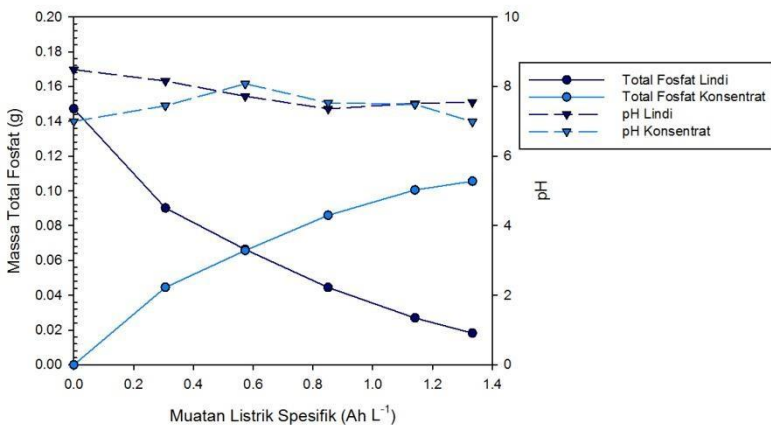 Massa Total Fosfat (g)
0.20
0.18
0.16
0.14
0.12
0.10
0.08
0.06
0.04
0.02
0.00
0.0 0.2 0.4 0.6 0.8 1.0 1.2 1.4
Muatan Listrik Spesifik (Ah L⁻¹)
10
8
6
4
2
0
pH
Total Fosfat Lindi
Total Fosfat Konsentrat
pH Lindi
pH Konsentrat